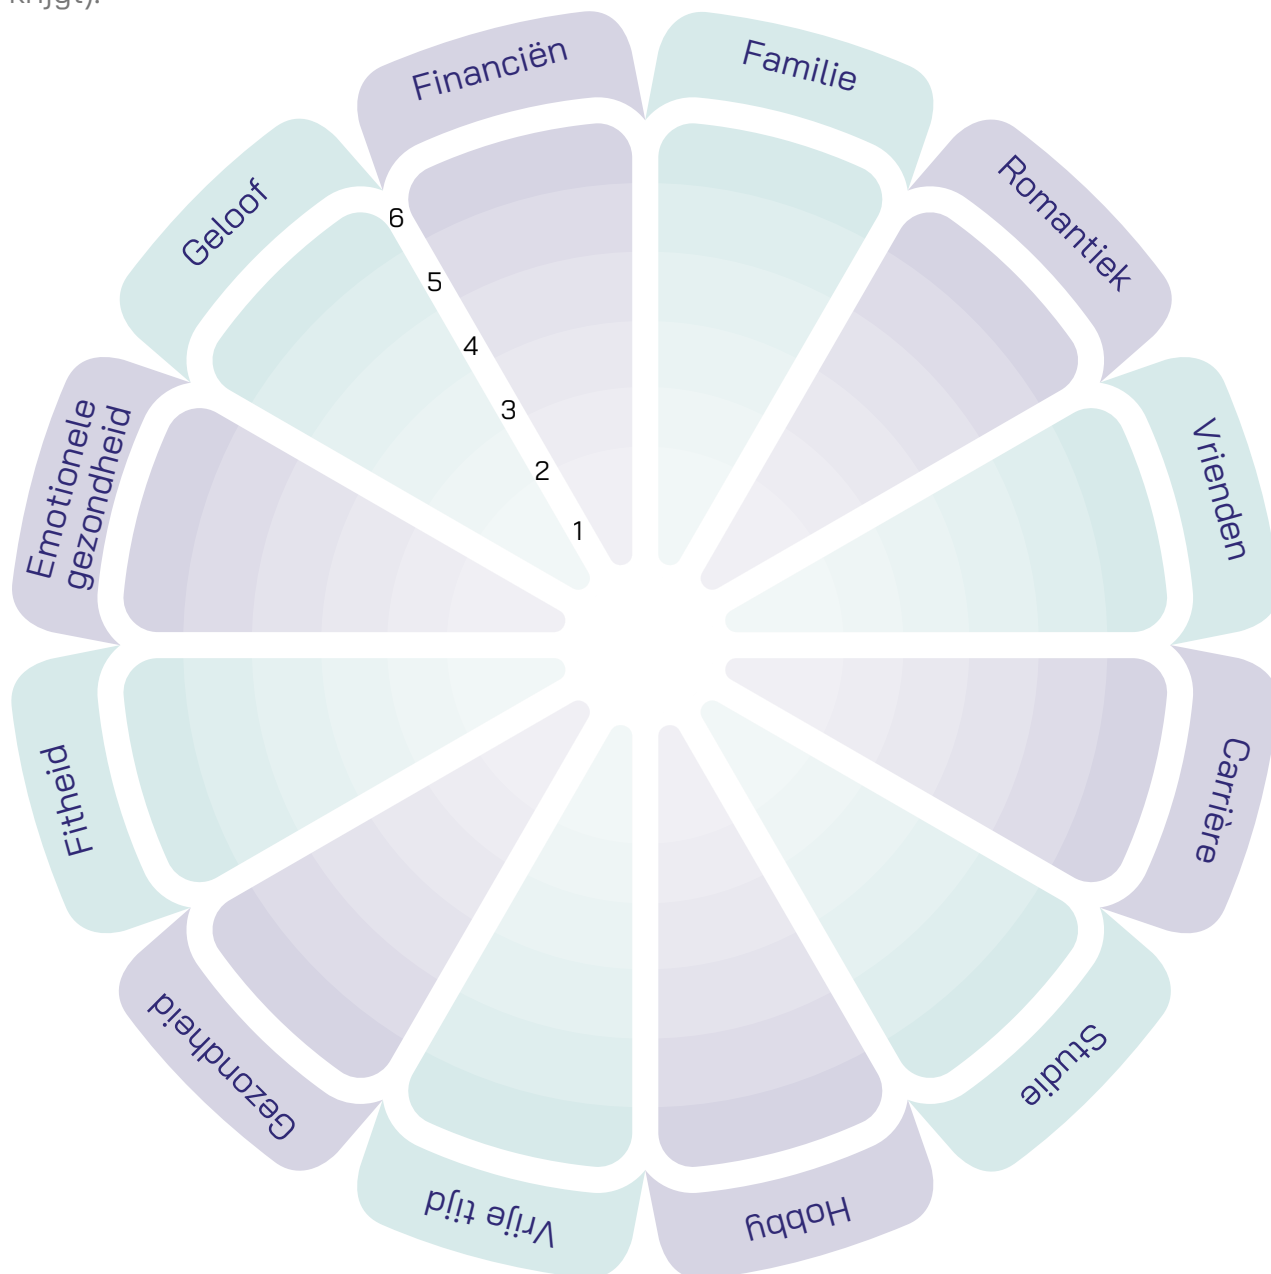 krijgt).
Financiën
Familie
Romantiek
Vrienden
Carrière
Studie
Hobby
Vrije tijd
Gezondheid
Fitheid
Emotionele
gezondheid
Geloof
6
5
4
3
2
1